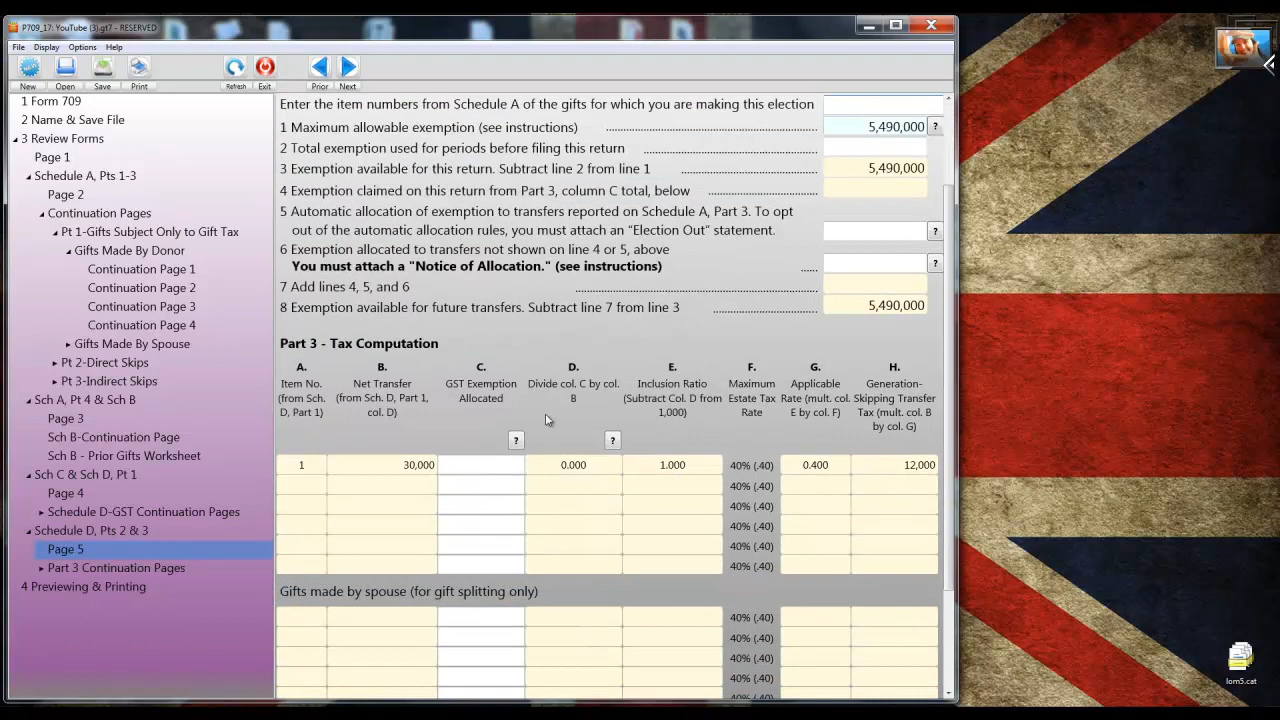 P709_17: YouTube (3).gt7 - RESERVED
File Display Options Help
New Open Save Print Refresh Exit Prior Next
1 Form 709
2 Name & Save File
3 Review Forms
Page 1
Schedule A, Pts 1-3
Page 2
Continuation Pages
Pt 1-Gifts Subject Only to Gift Tax
Gifts Made By Donor
Continuation Page 1
Continuation Page 2
Continuation Page 3
Continuation Page 4
Gifts Made By Spouse
Pt 2-Direct Skips
Pt 3-Indirect Skips
Sch A, Pt 4 & Sch B
Page 3
Sch B-Continuation Page
Sch B - Prior Gifts Worksheet
Sch C & Sch D, Pt 1
Page 4
Schedule D-GST Continuation Pages
Schedule D, Pts 2 & 3
Page 5
Part 3 Continuation Pages
4 Previewing & Printing
Enter the item numbers from Schedule A of the gifts for which you are making this election
1 Maximum allowable exemption (see instructions) 5,490,000 ?
2 Total exemption used for periods before filing this return
3 Exemption available for this return. Subtract line 2 from line 1 5,490,000
4 Exemption claimed on this return from Part 3, column C total, below
5 Automatic allocation of exemption to transfers reported on Schedule A, Part 3. To opt
out of the automatic allocation rules, you must attach an "Election Out" statement. ?
6 Exemption allocated to transfers not shown on line 4 or 5, above
You must attach a "Notice of Allocation." (see instructions) ?
7 Add lines 4, 5, and 6
8 Exemption available for future transfers. Subtract line 7 from line 3 5,490,000
Part 3 - Tax Computation
A. B. C. D. E. F. G. H.
Item No. Net Transfer GST Exemption Divide col. C by col. Inclusion Ratio Maximum Applicable Generation-
(from Sch. (from Sch. D, Part 1, Allocated B (Subtract Col. D from Estate Tax Rate (mult. col. Skipping Transfer
D, Part 1) col. D) 1,000) Rate E by col. F) Tax (mult. col. B
by col. G)
? ?
1 30,000 0.000 1.000 40% (.40) 0.400 12,000
40% (.40)
40% (.40)
40% (.40)
40% (.40)
40% (.40)
Gifts made by spouse (for gift splitting only)
40% (.40)
40% (.40)
40% (.40)
40% (.40)
40% (.40)
lom5.cat